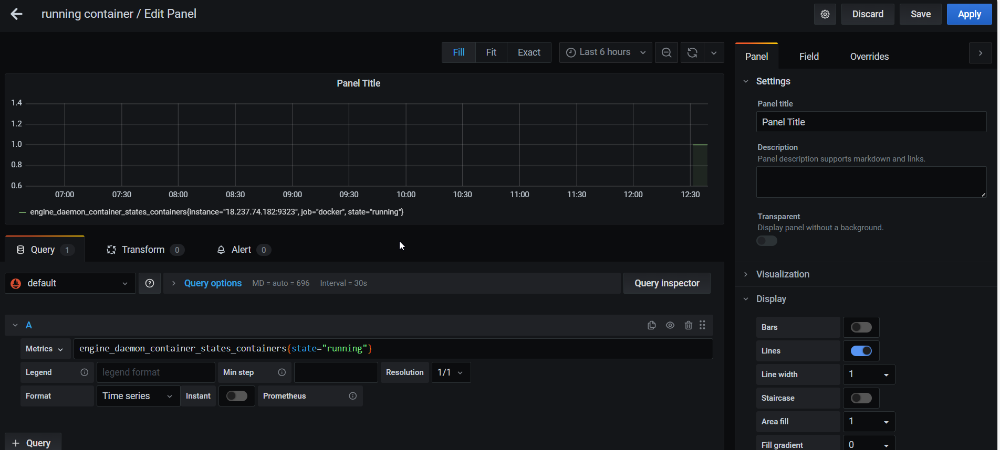 running container / Edit Panel
Discard
Save
Apply
Fill
Fit
Exact
Last 6 hours
Panel Title
1.4
1.2
1.0
0.8
0.6
07:00
07:30
08:00
08:30
09:00
09:30
10:00
10:30
11:00
11:30
12:00
12:30
engine_daemon_container_states_containers{instance="18.237.74.182:9323", job="docker", state="running"}
Query 1
Transform 0
Alert 0
default
Query options MD = auto = 696 Interval = 30s
Query inspector
A
Metrics
engine_daemon_container_states_containers{state="running"}
Legend
legend format
Min step
Resolution
1/1
Format
Time series
Instant
Prometheus
+ Query
Panel
Field
Overrides
Settings
Panel title
Panel Title
Description
Panel description supports markdown and links.
Transparent
Display panel without a background.
Visualization
Display
Bars
Lines
Line width 1
Staircase
Area fill 1
Fill gradient 0